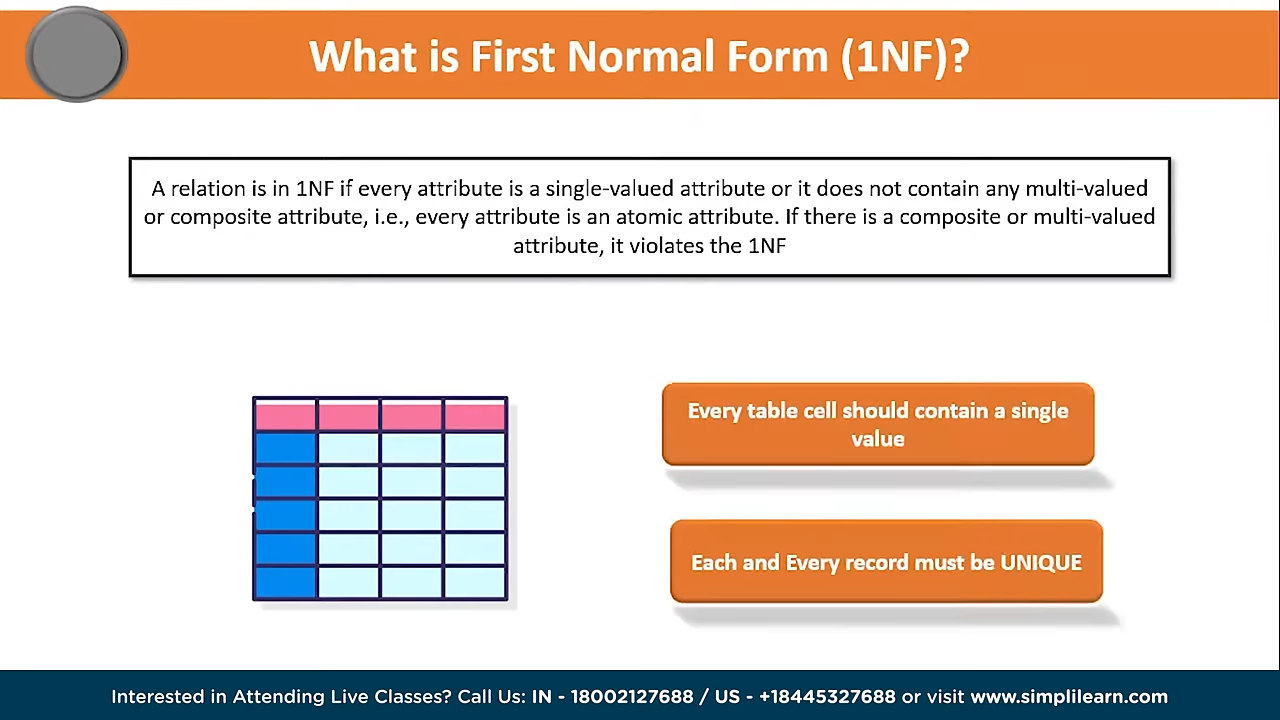 What is First Normal Form (1NF)?
A relation is in 1NF if every attribute is a single-valued attribute or it does not contain any multi-valued
or composite attribute, i.e., every attribute is an atomic attribute. If there is a composite or multi-valued
attribute, it violates the 1NF
Every table cell should contain a single
value
Each and Every record must be UNIQUE
Interested in Attending Live Classes? Call Us: IN - 18002127688 / US - +18445327688 or visit www.simplilearn.com